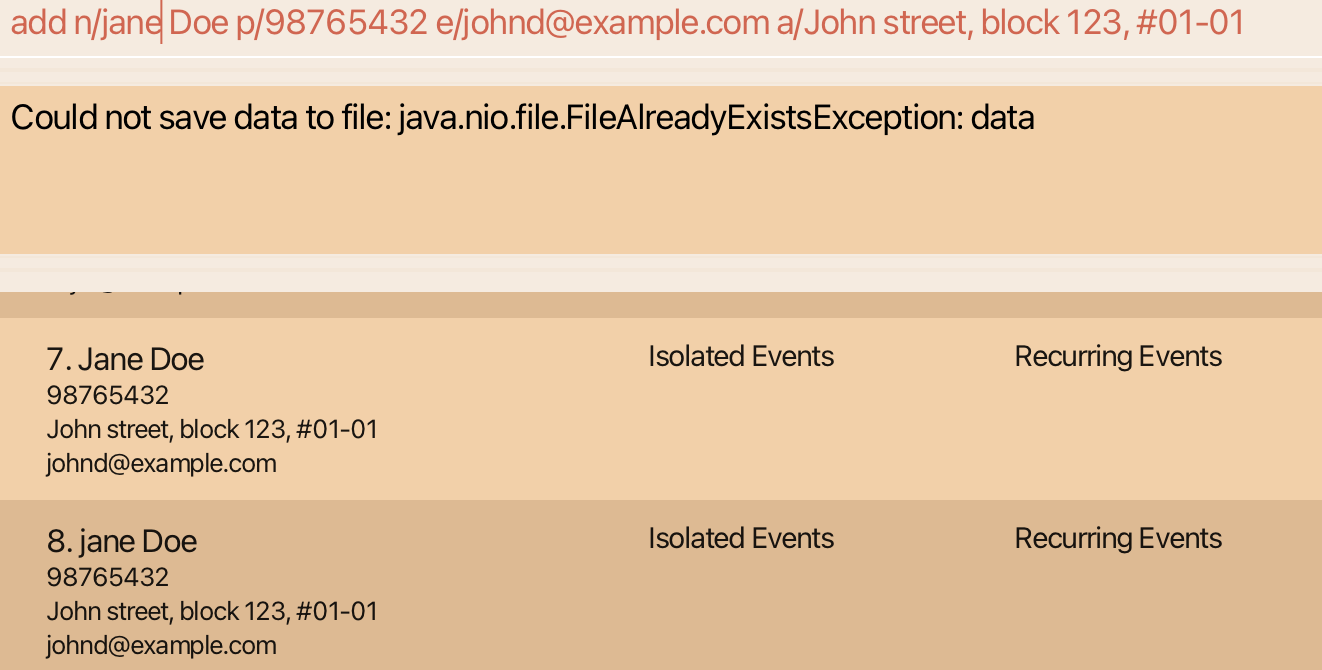 add n/jane Doe p/98765432 e/johnd@example.com a/John street, block 123, #01-01
Could not save data to file: java.nio.file.FileAlreadyExistsException: data
7. Jane Doe
Isolated Events
Recurring Events
98765432
John street, block 123, #01-01
johnd@example.com
8. jane Doe
Isolated Events
Recurring Events
98765432
John street, block 123, #01-01
johnd@example.com